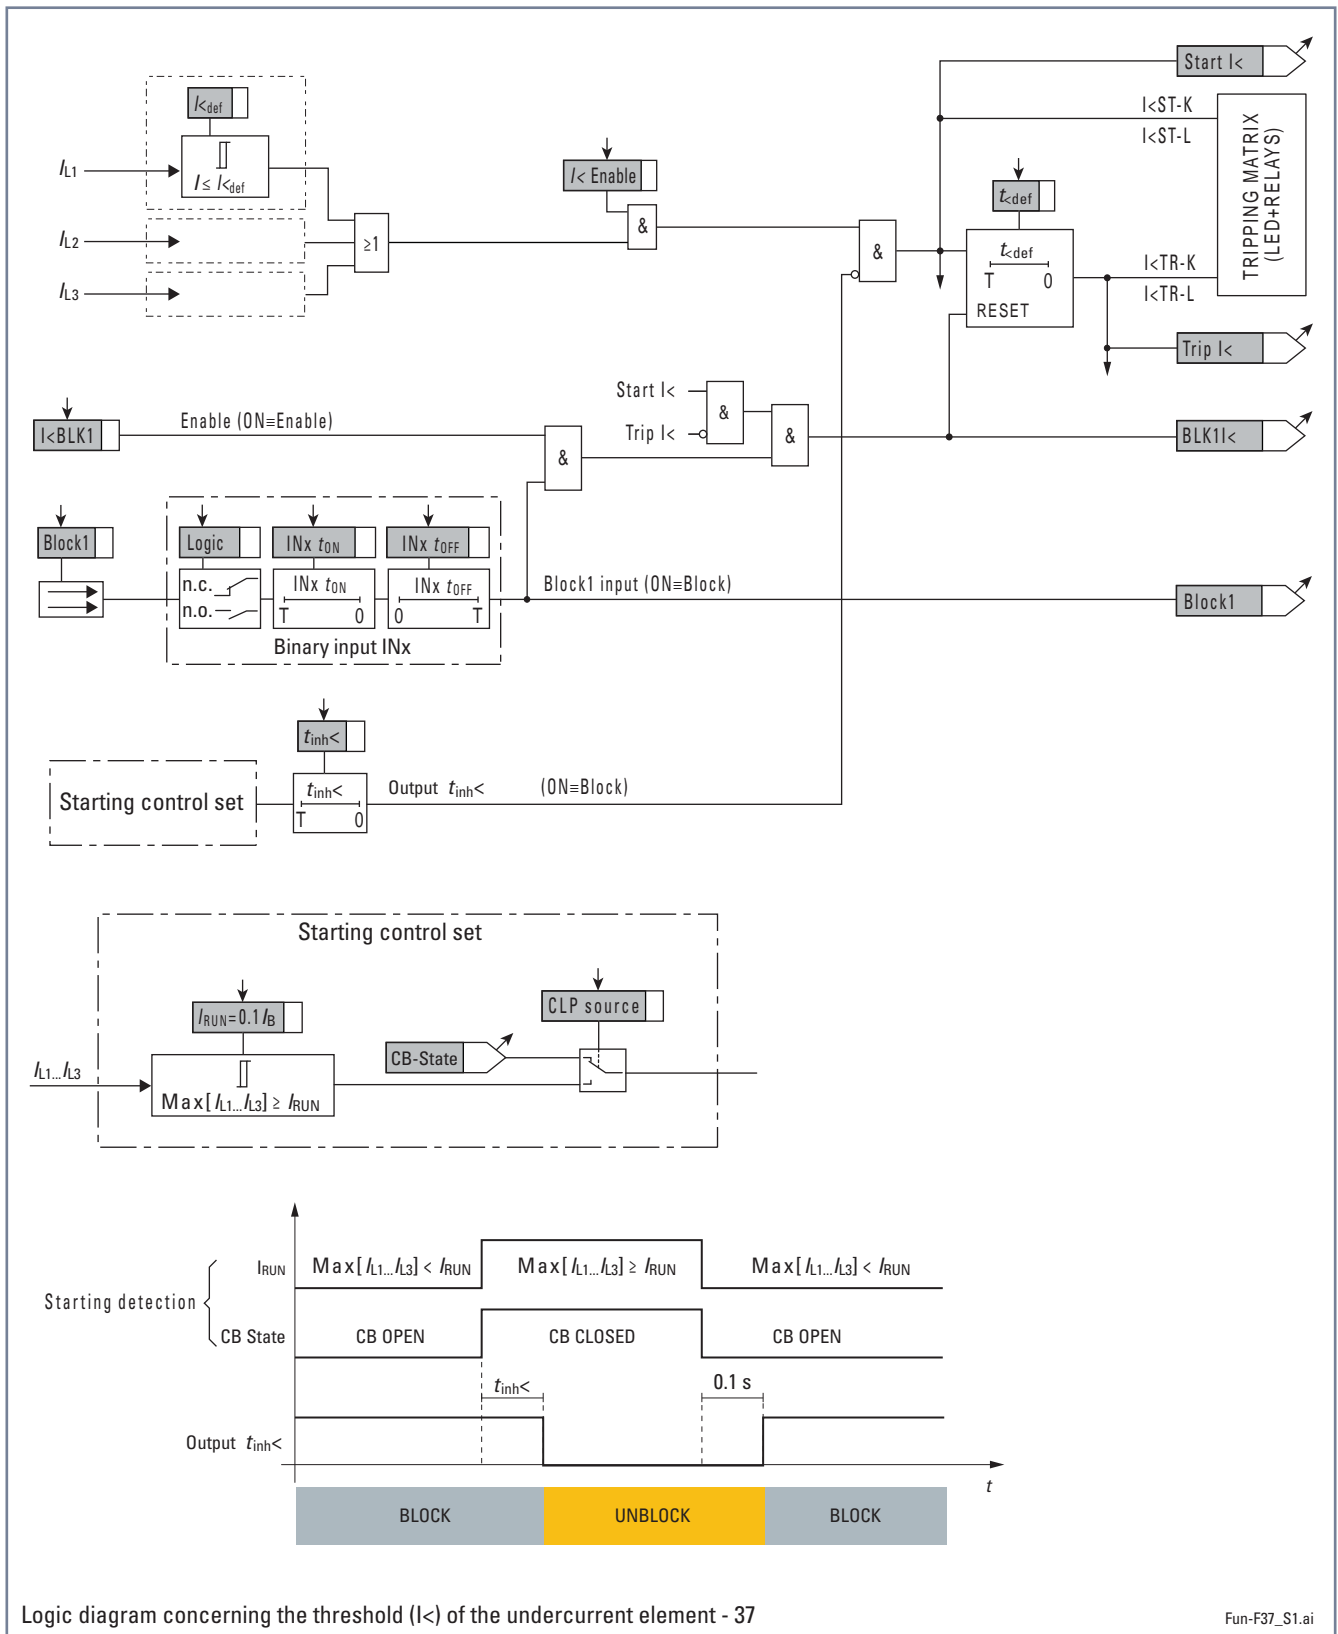 Start I<
I<def
I<ST-K
I<ST-L
TRIPPING MATRIX
(LED+RELAYS)
IL1
I ≤ I<def
I< Enable
t<def
IL2
≥1
&
&
t<def
T 0
RESET
I<TR-K
I<TR-L
IL3
Trip I<
Start I<
Trip I<
&
&
I<BLK1
Enable (ON≡Enable)
&
BLK1I<
Block1
Logic
INx tON
INx tOFF
n.c.
n.o.
INx tON
T 0
INx tOFF
0 T
Block1 input (ON≡Block)
Block1
Binary input INx
tinh<
Starting control set
tinh<
T 0
Output tinh< (ON≡Block)
Starting control set
IRUN=0.1 IB
CLP source
CB-State
IL1...IL3
Max[IL1...IL3] ≥ IRUN
Starting detection
IRUN
Max[IL1...IL3] < IRUN
Max[IL1...IL3] ≥ IRUN
Max[IL1...IL3] < IRUN
CB State
CB OPEN
CB CLOSED
CB OPEN
tinh<
0.1 s
Output tinh<
t
BLOCK
UNBLOCK
BLOCK
Logic diagram concerning the threshold (I<) of the undercurrent element - 37
Fun-F37_S1.ai